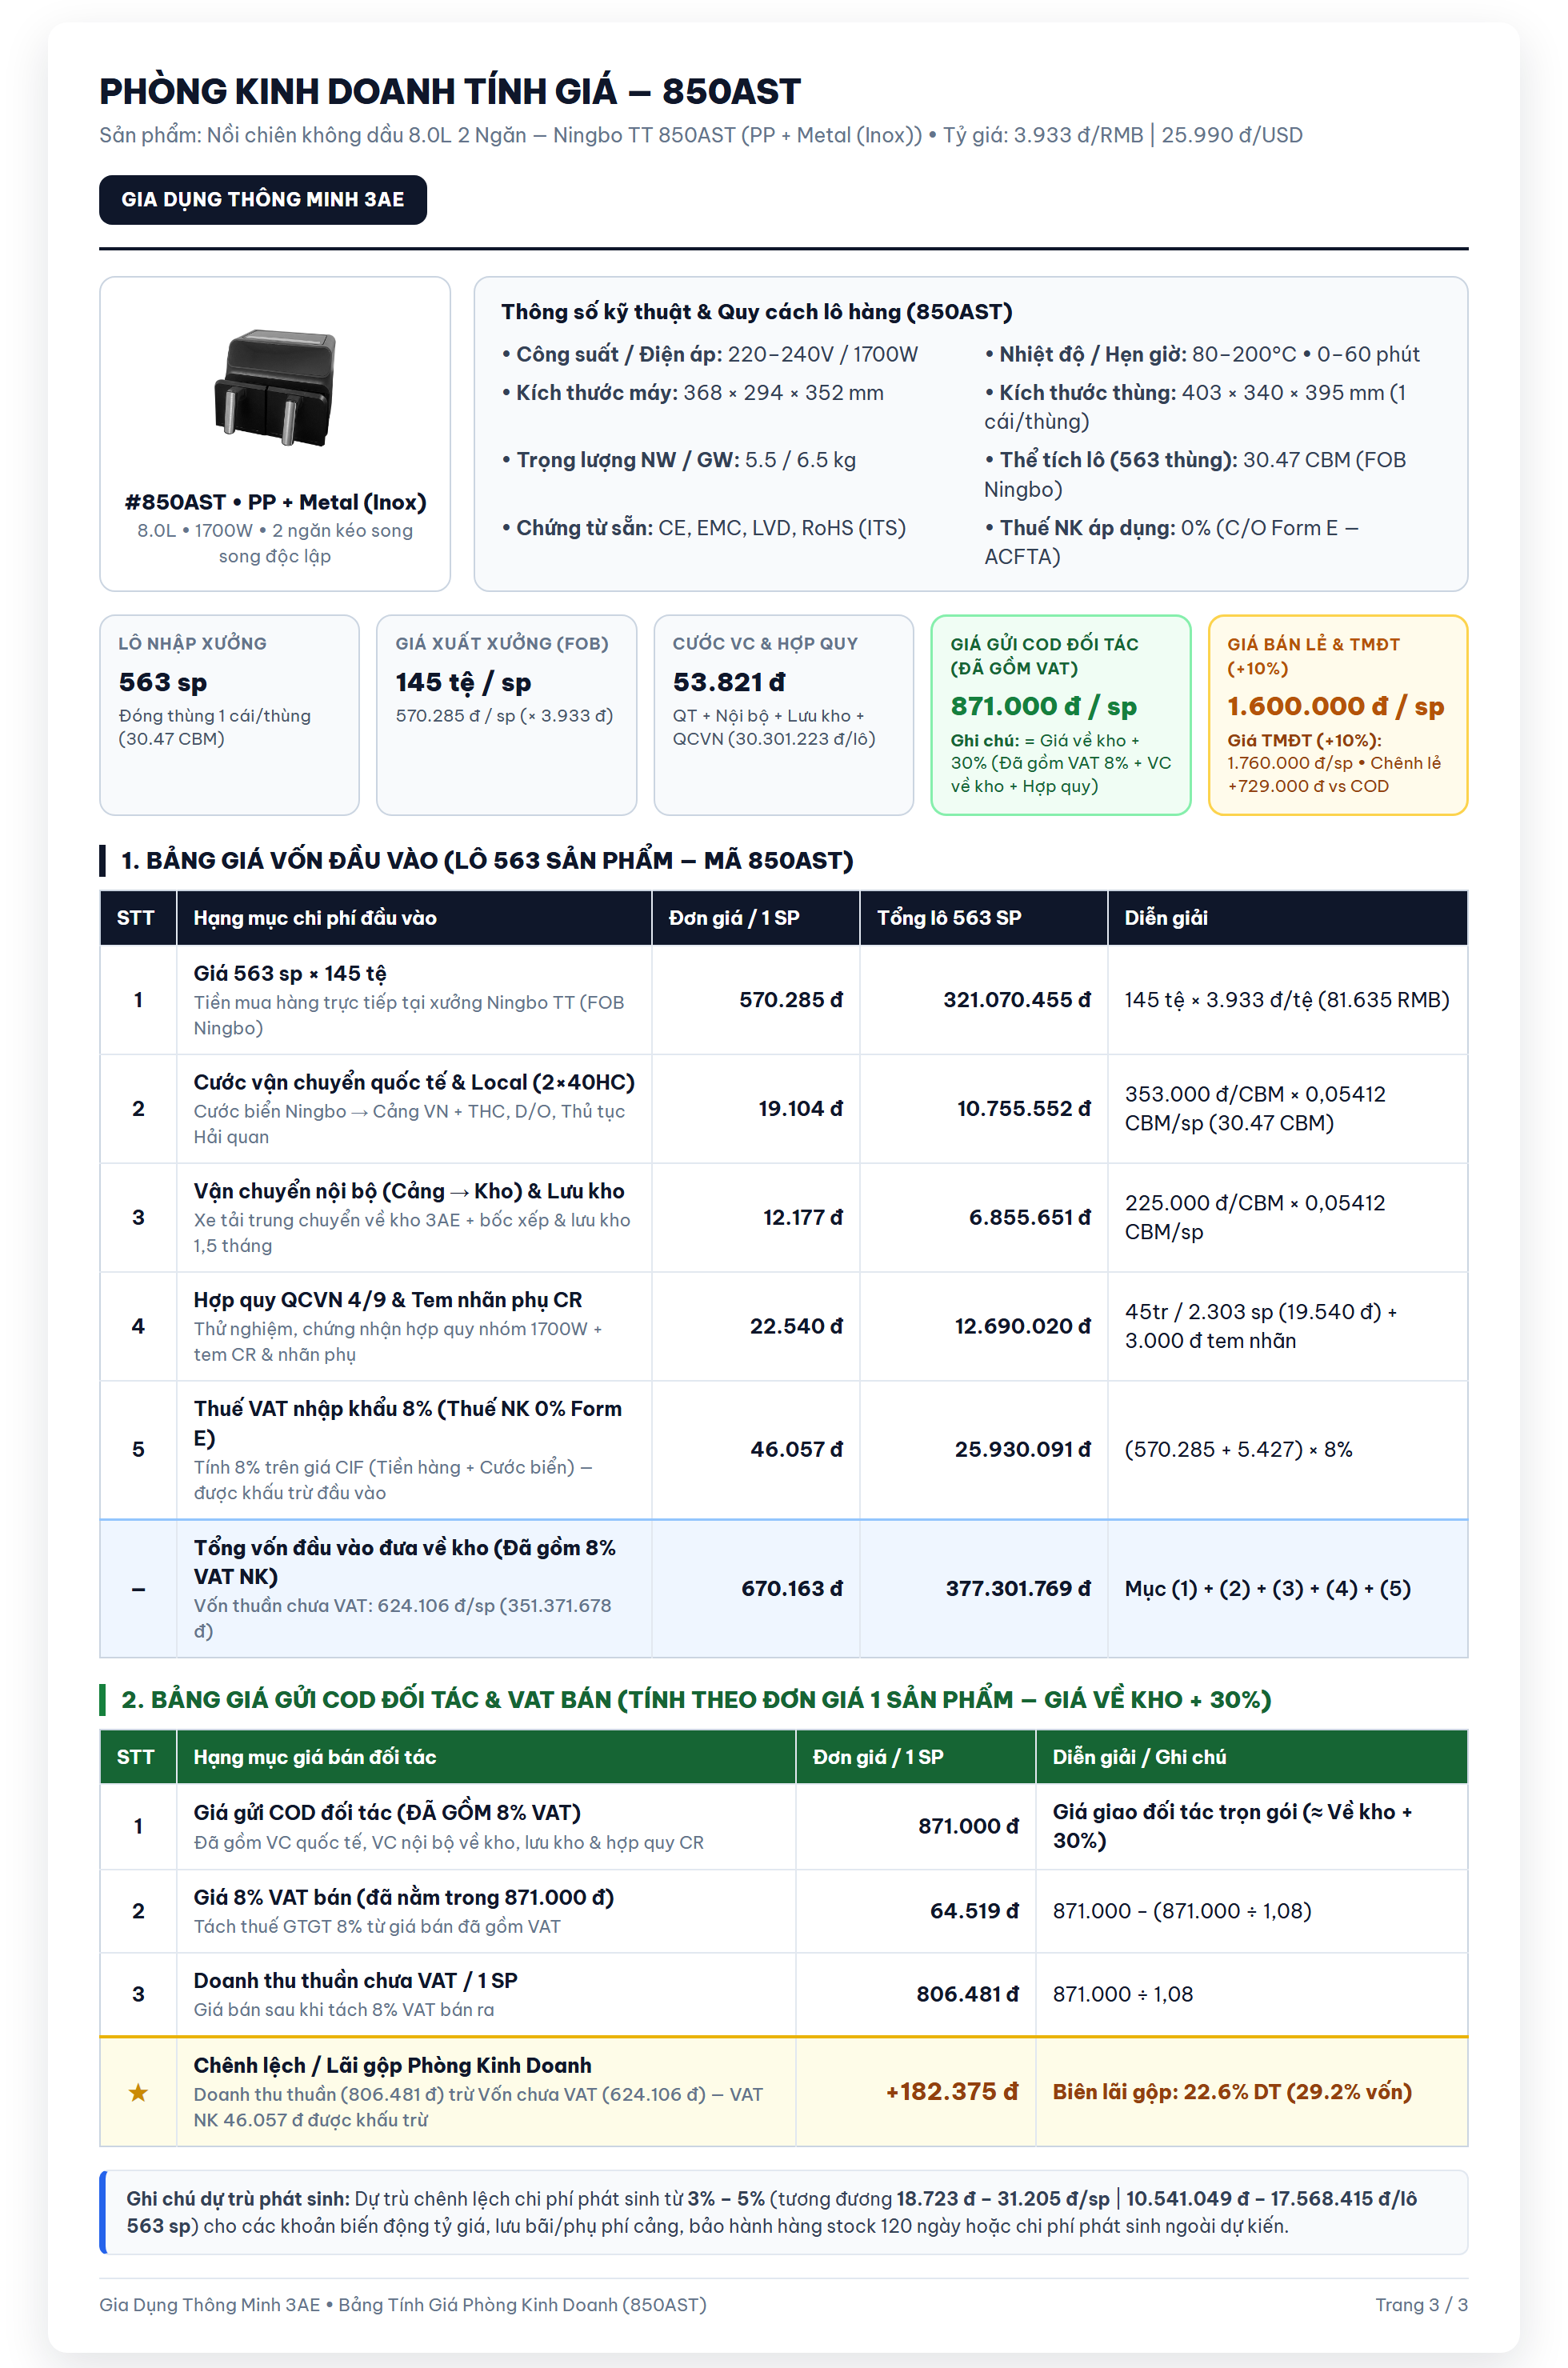 PHÒNG KINH DOANH TÍNH GIÁ — 850AST
Sản phẩm: Nồi chiên không dầu 8.0L 2 Ngăn — Ningbo TT 850AST (PP + Metal (Inox)) • Tỷ giá: 3.933 đ/RMB | 25.990 đ/USD
GIA DỤNG THÔNG MINH 3AE
#850AST • PP + Metal (Inox)
8.0L • 1700W • 2 ngăn kéo song
song độc lập
Thông số kỹ thuật & Quy cách lô hàng (850AST)
• Công suất / Điện áp: 220–240V / 1700W
• Nhiệt độ / Hẹn giờ: 80–200°C • 0–60 phút
• Kích thước máy: 368 × 294 × 352 mm
• Kích thước thùng: 403 × 340 × 395 mm (1
cái/thùng)
• Trọng lượng NW / GW: 5.5 / 6.5 kg
• Thể tích lô (563 thùng): 30.47 CBM (FOB
Ningbo)
• Chứng từ sẵn: CE, EMC, LVD, RoHS (ITS)
• Thuế NK áp dụng: 0% (C/O Form E —
ACFTA)
LÔ NHẬP XƯỞNG
563 sp
Đóng thùng 1 cái/thùng
(30.47 CBM)
GIÁ XUẤT XƯỞNG (FOB)
145 tệ / sp
570.285 đ / sp (× 3.933 đ)
CƯỚC VC & HỢP QUY
53.821 đ
QT + Nội bộ + Lưu kho +
QCVN (30.301.223 đ/lô)
GIÁ GỬI COD ĐỐI TÁC
(ĐÃ GỒM VAT)
871.000 đ / sp
Ghi chú: = Giá về kho +
30% (Đã gồm VAT 8% + VC
về kho + Hợp quy)
GIÁ BÁN LẺ & TMĐT
(+10%)
1.600.000 đ / sp
Giá TMĐT (+10%):
1.760.000 đ/sp • Chênh lẻ
+729.000 đ vs COD
1. BẢNG GIÁ VỐN ĐẦU VÀO (LÔ 563 SẢN PHẨM — MÃ 850AST)
STT Hạng mục chi phí đầu vào Đơn giá / 1 SP Tổng lô 563 SP Diễn giải
1
Giá 563 sp × 145 tệ
Tiền mua hàng trực tiếp tại xưởng Ningbo TT (FOB
Ningbo)
570.285 đ
321.070.455 đ
145 tệ × 3.933 đ/tệ (81.635 RMB)
2
Cước vận chuyển quốc tế & Local (2×40HC)
Cước biển Ningbo → Cảng VN + THC, D/O, Thủ tục
Hải quan
19.104 đ
10.755.552 đ
353.000 đ/CBM × 0,05412
CBM/sp (30.47 CBM)
3
Vận chuyển nội bộ (Cảng → Kho) & Lưu kho
Xe tải trung chuyển về kho 3AE + bốc xếp & lưu kho
1,5 tháng
12.177 đ
6.855.651 đ
225.000 đ/CBM × 0,05412
CBM/sp
4
Hợp quy QCVN 4/9 & Tem nhãn phụ CR
Thử nghiệm, chứng nhận hợp quy nhóm 1700W +
tem CR & nhãn phụ
22.540 đ
12.690.020 đ
45tr / 2.303 sp (19.540 đ) +
3.000 đ tem nhãn
5
Thuế VAT nhập khẩu 8% (Thuế NK 0% Form
E)
Tính 8% trên giá CIF (Tiền hàng + Cước biển) —
được khấu trừ đầu vào
46.057 đ
25.930.091 đ
(570.285 + 5.427) × 8%
—
Tổng vốn đầu vào đưa về kho (Đã gồm 8%
VAT NK)
Vốn thuần chưa VAT: 624.106 đ/sp (351.371.678
đ)
670.163 đ
377.301.769 đ
Mục (1) + (2) + (3) + (4) + (5)
2. BẢNG GIÁ GỬI COD ĐỐI TÁC & VAT BÁN (TÍNH THEO ĐƠN GIÁ 1 SẢN PHẨM — GIÁ VỀ KHO + 30%)
STT Hạng mục giá bán đối tác Đơn giá / 1 SP Diễn giải / Ghi chú
1
Giá gửi COD đối tác (ĐÃ GỒM 8% VAT)
Đã gồm VC quốc tế, VC nội bộ về kho, lưu kho & hợp quy CR
871.000 đ
Giá giao đối tác trọn gói (≈ Về kho +
30%)
2
Giá 8% VAT bán (đã nằm trong 871.000 đ)
Tách thuế GTGT 8% từ giá bán đã gồm VAT
64.519 đ
871.000 – (871.000 ÷ 1,08)
3
Doanh thu thuần chưa VAT / 1 SP
Giá bán sau khi tách 8% VAT bán ra
806.481 đ
871.000 ÷ 1,08
★
Chênh lệch / Lãi gộp Phòng Kinh Doanh
Doanh thu thuần (806.481 đ) trừ Vốn chưa VAT (624.106 đ) — VAT
NK 46.057 đ được khấu trừ
+182.375 đ
Biên lãi gộp: 22.6% DT (29.2% vốn)
Ghi chú dự trù phát sinh: Dự trù chênh lệch chi phí phát sinh từ 3% – 5% (tương đương 18.723 đ – 31.205 đ/sp | 10.541.049 đ – 17.568.415 đ/lô
563 sp) cho các khoản biến động tỷ giá, lưu bãi/phụ phí cảng, bảo hành hàng stock 120 ngày hoặc chi phí phát sinh ngoài dự kiến.
Gia Dụng Thông Minh 3AE • Bảng Tính Giá Phòng Kinh Doanh (850AST)
Trang 3 / 3